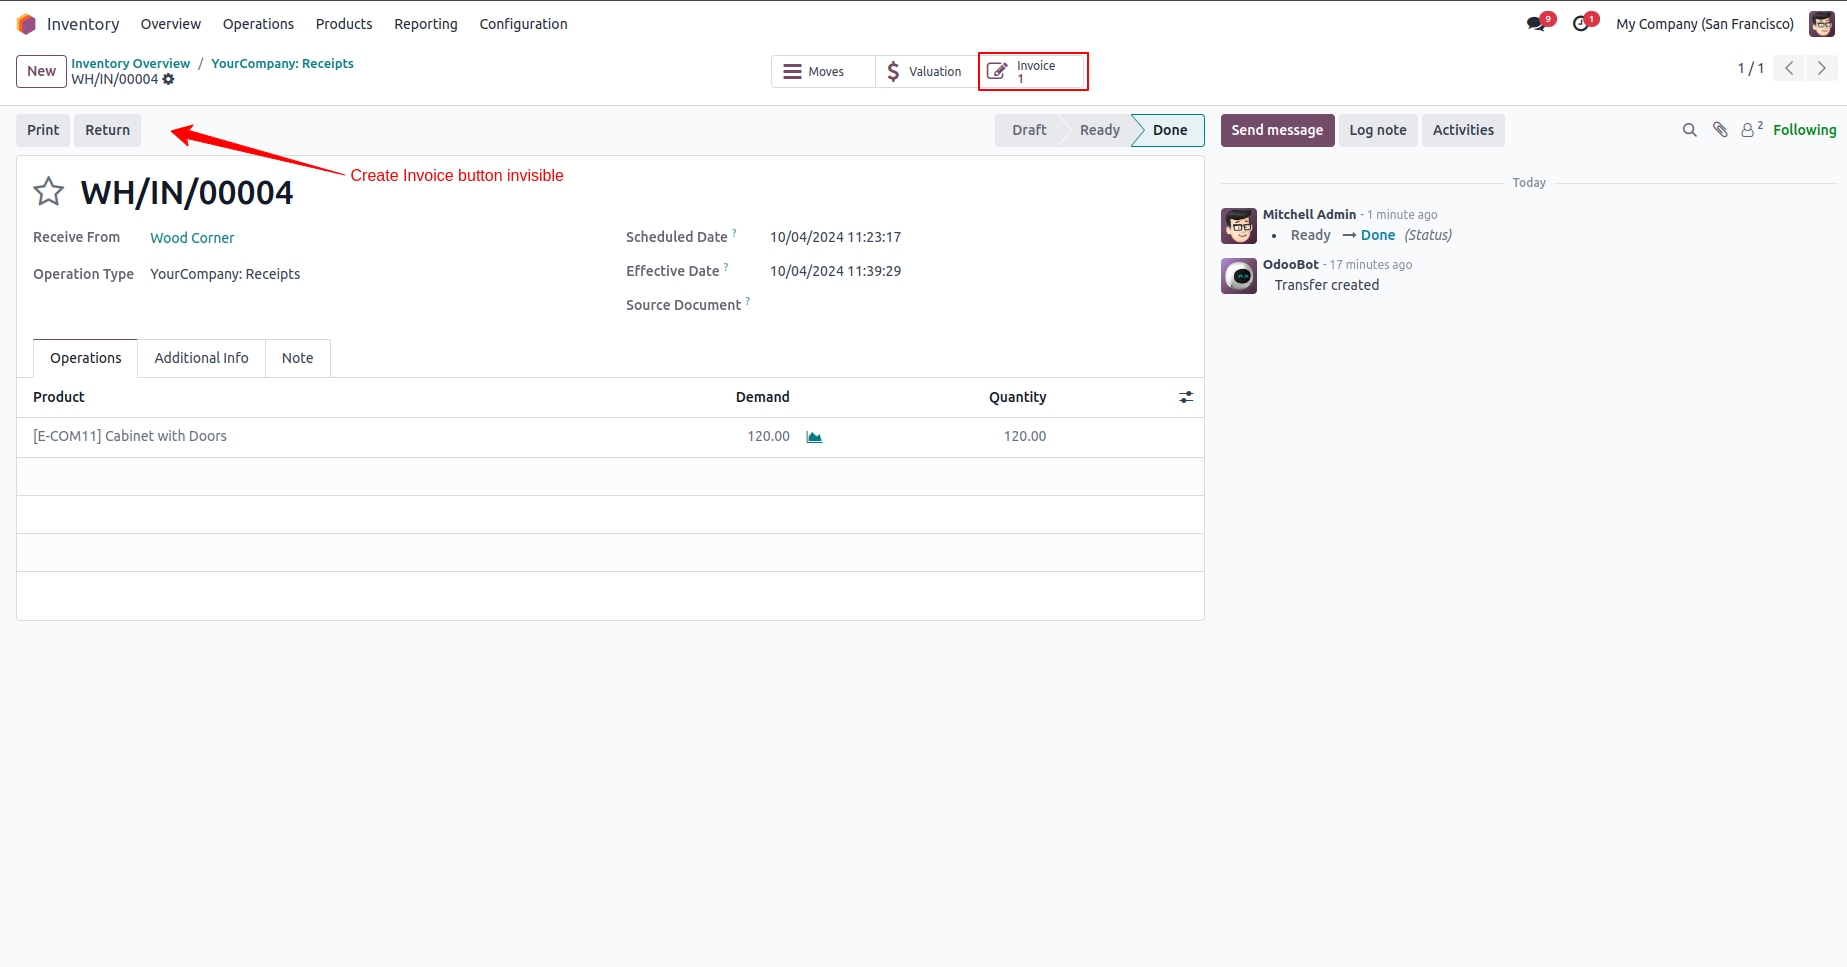 Inventory Overview Operations Products Reporting Configuration 9 1 My Company (San Francisco)
New Inventory Overview / YourCompany: Receipts
WH/IN/00004
Moves $ Valuation Invoice 1 1 / 1
Print Return Draft Ready Done Send message Log note Activities 2 Following
Create Invoice button invisible
WH/IN/00004
Receive From Wood Corner
Operation Type YourCompany: Receipts
Scheduled Date ? 10/04/2024 11:23:17
Effective Date ? 10/04/2024 11:39:29
Source Document ?
Operations Additional Info Note
Product Demand Quantity
[E-COM11] Cabinet with Doors 120.00 120.00
Today
Mitchell Admin - 1 minute ago
• Ready → Done (Status)
OdooBot - 17 minutes ago
Transfer created